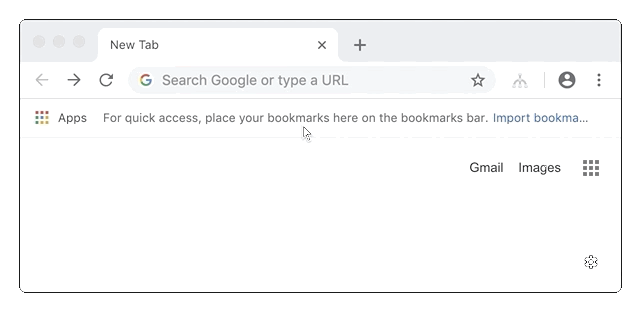 New Tab
Search Google or type a URL
Apps For quick access, place your bookmarks here on the bookmarks bar. Import bookma...
Gmail Images